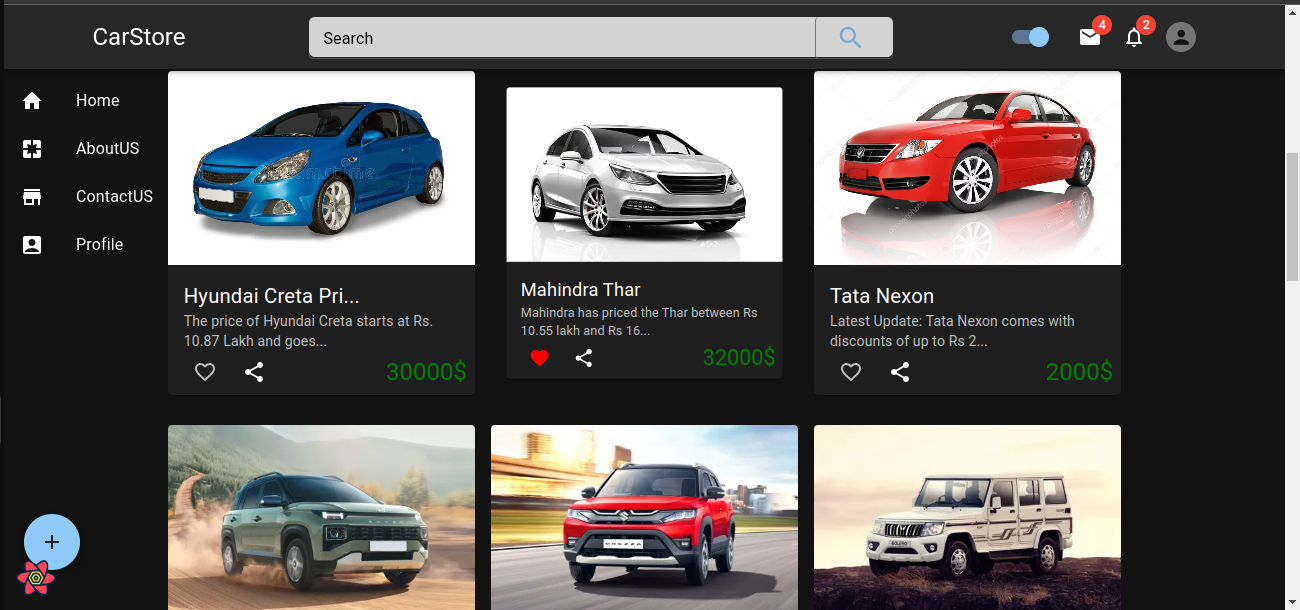 CarStore
Search
4
2
Home
AboutUS
ContactUS
Profile
Hyundai Creta Pri...
The price of Hyundai Creta starts at Rs.
10.87 Lakh and goes...
30000$
Mahindra Thar
Mahindra has priced the Thar between Rs
10.55 lakh and Rs 16...
32000$
Tata Nexon
Latest Update: Tata Nexon comes with
discounts of up to Rs 2...
2000$
BREZZA
BOLERO